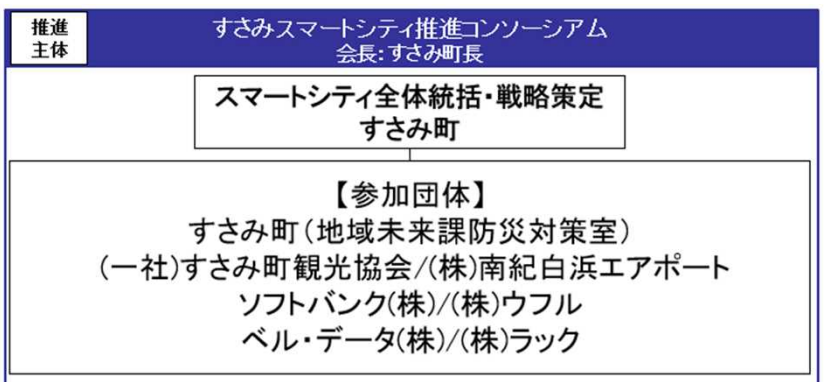 推進
主体
すさみスマートシティ推進コンソーシアム
会長:すさみ町長
スマートシティ全体統括・戦略策定
すさみ町
【参加団体】
すさみ町(地域未来課防災対策室)
(一社)すさみ町観光協会/(株)南紀白浜エアポート
ソフトバンク(株)/(株)ウフル
ベル・データ(株)/(株)ラック